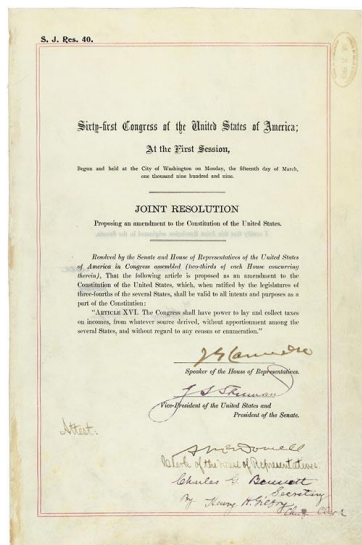 S. J. Res. 40.
Sixty-first Congress of the United States of America;
At the First Session,
Begun and held at the City of Washington on Monday, the fifteenth day of March,
one thousand nine hundred and nine.
JOINT RESOLUTION
Proposing an amendment to the Constitution of the United States.
Resolved by the Senate and House of Representatives of the United States
of America in Congress assembled (two-thirds of each House concurring
therein), That the following article is proposed as an amendment to the
Constitution of the United States, which, when ratified by the legislatures of
three-fourths of the several States, shall be valid to all intents and purposes as a
part of the Constitution:
"ARTICLE XVI. The Congress shall have power to lay and collect taxes
on incomes, from whatever source derived, without apportionment among the
several States, and without regard to any census or enumeration."
J G Cannon
Speaker of the House of Representatives.
J. S. Sherman
Vice-President of the United States and
President of the Senate.
Attest:
A McDowell
Clerk of the House of Representatives.
Charles G. Bennett
Secretary
By Henry H. Gilfry
Chief Clerk